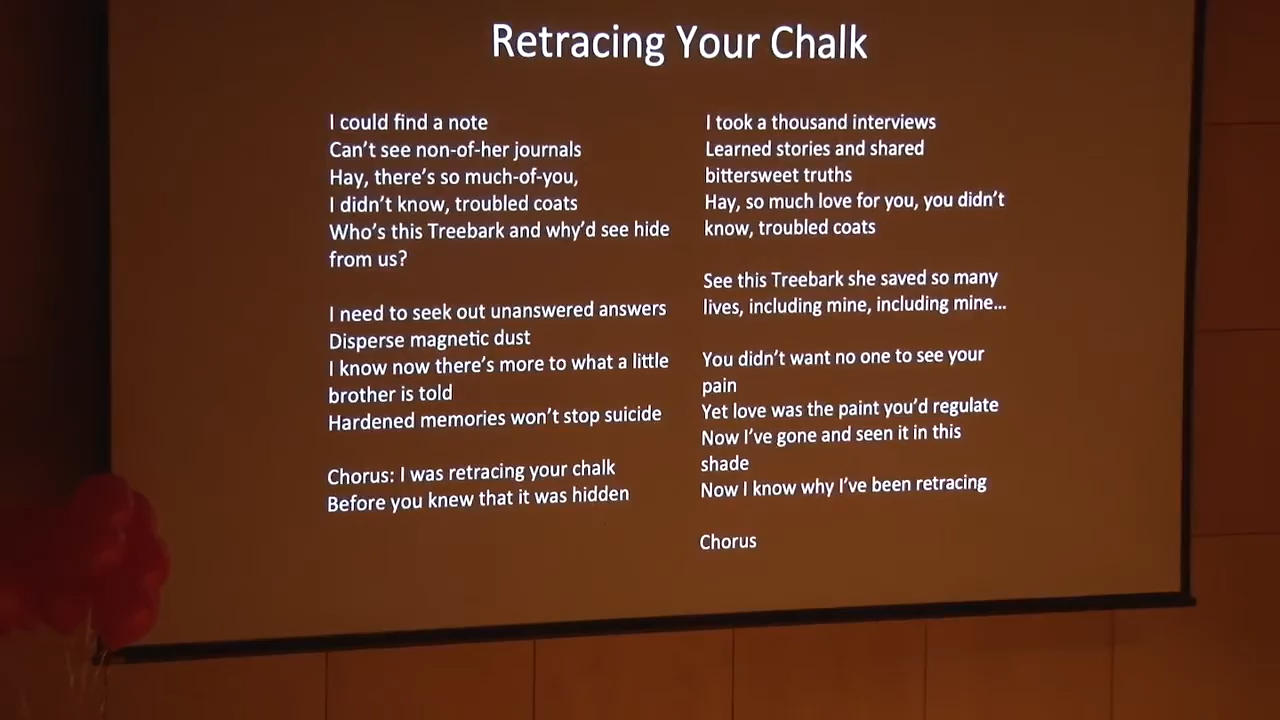 Retracing Your Chalk
I could find a note
Can't see non-of-her journals
Hay, there's so much-of-you,
I didn't know, troubled coats
Who's this Treebark and why'd see hide
from us?
I need to seek out unanswered answers
Disperse magnetic dust
I know now there's more to what a little
brother is told
Hardened memories won't stop suicide
Chorus: I was retracing your chalk
Before you knew that it was hidden
I took a thousand interviews
Learned stories and shared
bittersweet truths
Hay, so much love for you, you didn't
know, troubled coats
See this Treebark she saved so many
lives, including mine, including mine...
You didn't want no one to see your
pain
Yet love was the paint you'd regulate
Now I've gone and seen it in this
shade
Now I know why I've been retracing
Chorus